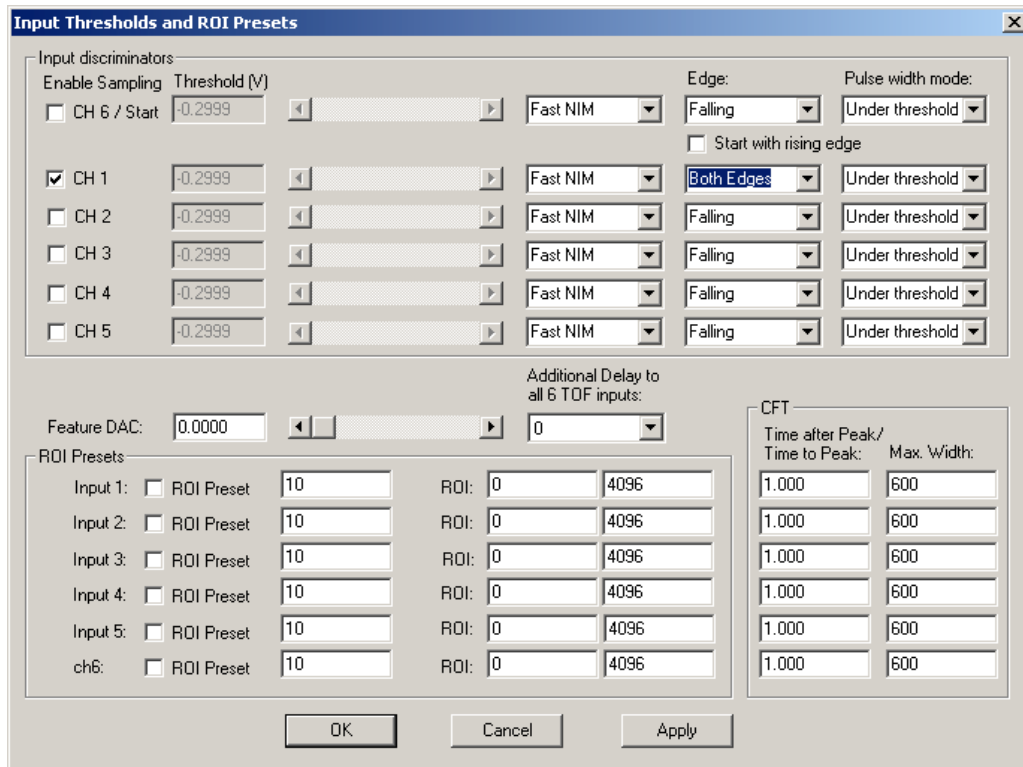 Input Thresholds and ROI Presets
Input discriminators
Enable Sampling Threshold (V) Edge: Pulse width mode:
CH 6 / Start -0.2999 Fast NIM Falling Under threshold
Start with rising edge
CH 1 -0.2999 Fast NIM Both Edges Under threshold
CH 2 -0.2999 Fast NIM Falling Under threshold
CH 3 -0.2999 Fast NIM Falling Under threshold
CH 4 -0.2999 Fast NIM Falling Under threshold
CH 5 -0.2999 Fast NIM Falling Under threshold
Additional Delay to
all 6 TOF inputs:
Feature DAC: 0.0000 0
CFT
Time after Peak/
Time to Peak: Max. Width:
ROI Presets
Input 1: ROI Preset 10 ROI: 0 4096 1.000 600
Input 2: ROI Preset 10 ROI: 0 4096 1.000 600
Input 3: ROI Preset 10 ROI: 0 4096 1.000 600
Input 4: ROI Preset 10 ROI: 0 4096 1.000 600
Input 5: ROI Preset 10 ROI: 0 4096 1.000 600
ch6: ROI Preset 10 ROI: 0 4096 1.000 600
OK Cancel Apply